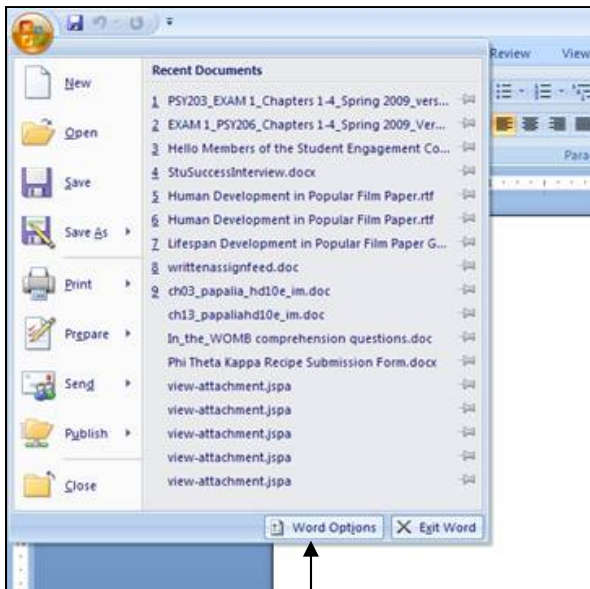 Review View
New
Open
Save
Save As
Print
Prepare
Send
Publish
Close
Recent Documents
1 PSY203_EXAM 1_Chapters 1-4_Spring 2009_vers...
2 EXAM 1_PSY206_Chapters 1-4_Spring 2009_Ver...
3 Hello Members of the Student Engagement Co...
4 StuSuccessInterview.docx
5 Human Development in Popular Film Paper.rtf
6 Human Development in Popular Film Paper.rtf
7 Lifespan Development in Popular Film Paper G...
8 writtenassignfeed.doc
9 ch03_papalia_hd10e_im.doc
ch13_papaliahd10e_im.doc
In_the_WOMB comprehension questions.doc
Phi Theta Kappa Recipe Submission Form.docx
view-attachment.jspa
view-attachment.jspa
view-attachment.jspa
view-attachment.jspa
view-attachment.jspa
Para
Word Options Exit Word